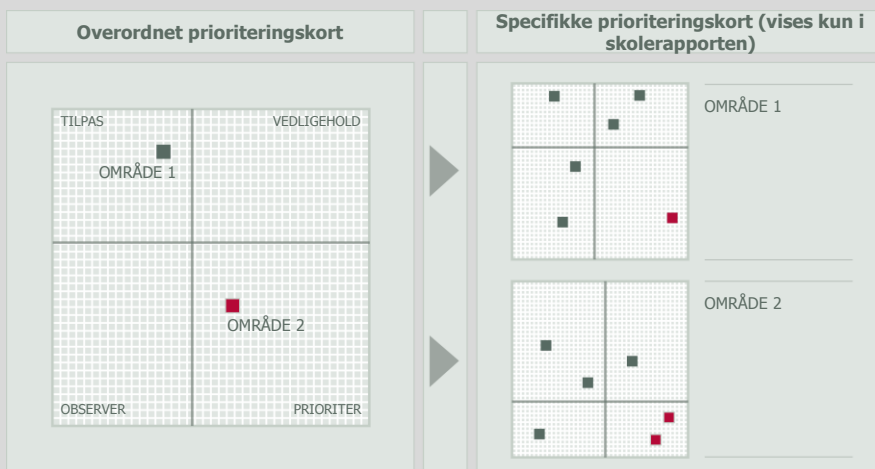 Overordnet prioriteringskort
Specifikke prioriteringskort (vises kun i
skolerapporten)
TILPAS
VEDLIGEHOLD
OMRÅDE 1
OMRÅDE 2
OBSERVER
PRIORITER
OMRÅDE 1
OMRÅDE 2